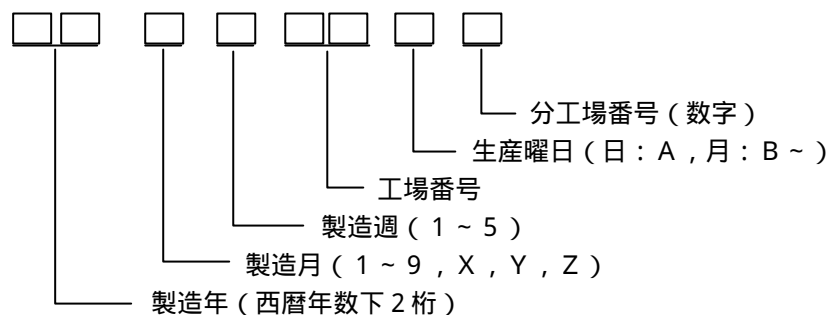 分工場番号（数字）
生産曜日（日：A，月：B～）
工場番号
製造週（1～5）
製造月（1～9，X，Y，Z）
製造年（西暦年数下2桁）